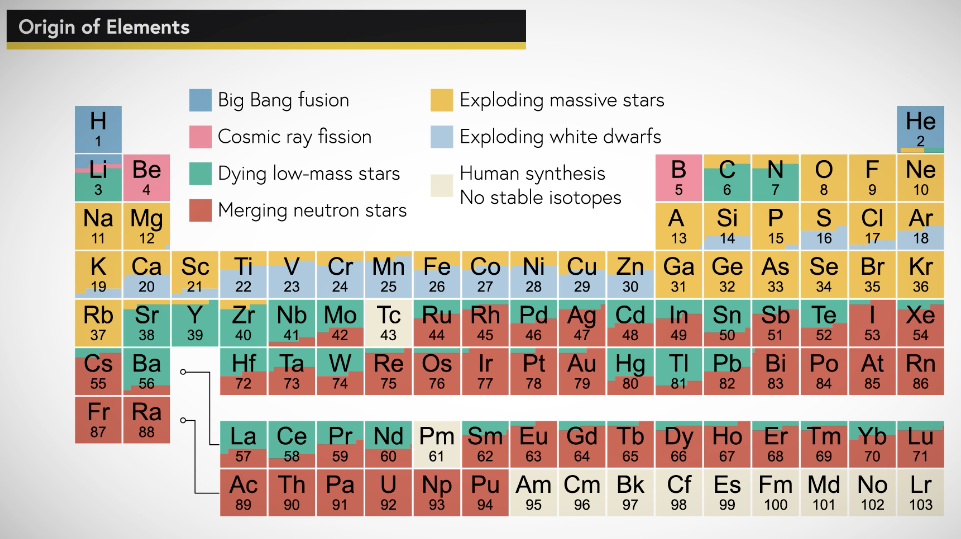 Origin of Elements
Big Bang fusion
Cosmic ray fission
Dying low-mass stars
Merging neutron stars
Exploding massive stars
Exploding white dwarfs
Human synthesis
No stable isotopes
H He
1 2
Li Be B C N O F Ne
3 4 5 6 7 8 9 10
Na Mg A Si P S Cl Ar
11 12 13 14 15 16 17 18
K Ca Sc Ti V Cr Mn Fe Co Ni Cu Zn Ga Ge As Se Br Kr
19 20 21 22 23 24 25 26 27 28 29 30 31 32 33 34 35 36
Rb Sr Y Zr Nb Mo Tc Ru Rh Pd Ag Cd In Sn Sb Te I Xe
37 38 39 40 41 42 43 44 45 46 47 48 49 50 51 52 53 54
Cs Ba Hf Ta W Re Os Ir Pt Au Hg Tl Pb Bi Po At Rn
55 56 72 73 74 75 76 77 78 79 80 81 82 83 84 85 86
Fr Ra
87 88
La Ce Pr Nd Pm Sm Eu Gd Tb Dy Ho Er Tm Yb Lu
57 58 59 60 61 62 63 64 65 66 67 68 69 70 71
Ac Th Pa U Np Pu Am Cm Bk Cf Es Fm Md No Lr
89 90 91 92 93 94 95 96 97 98 99 100 101 102 103